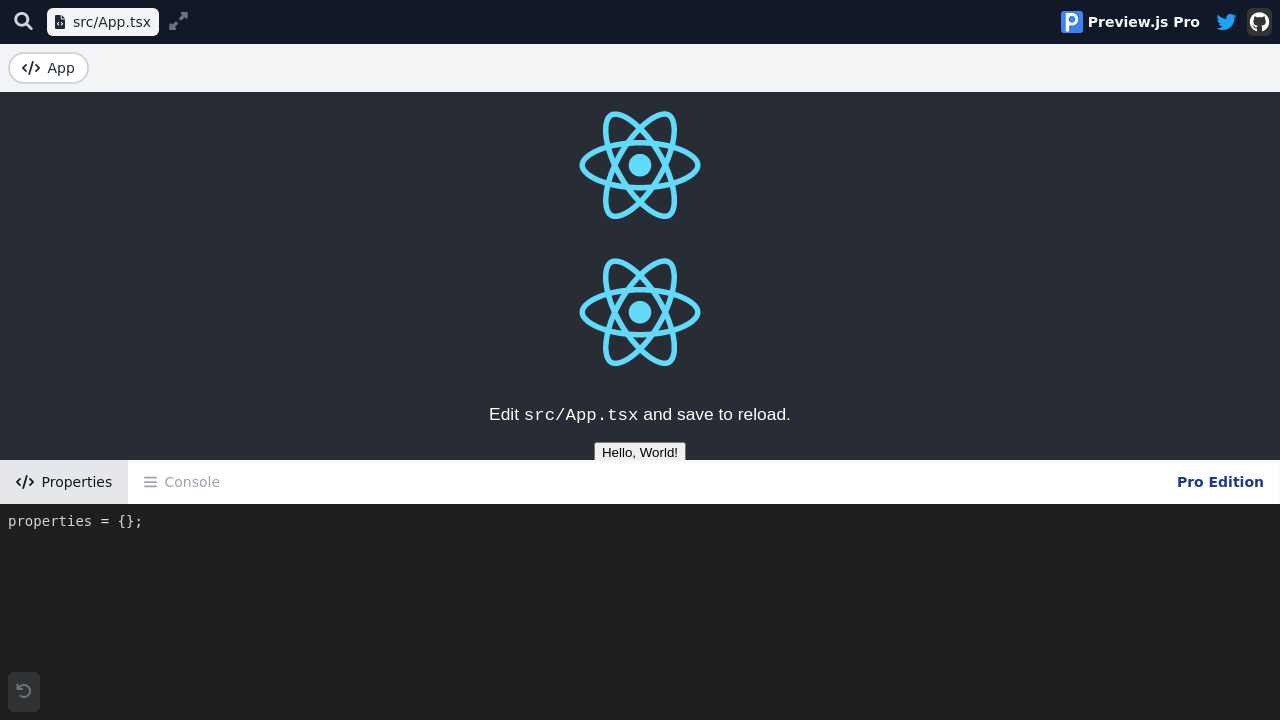 src/App.tsx
Preview.js Pro
App
Edit src/App.tsx and save to reload.
Hello, World!
Properties
Console
Pro Edition
properties = {};